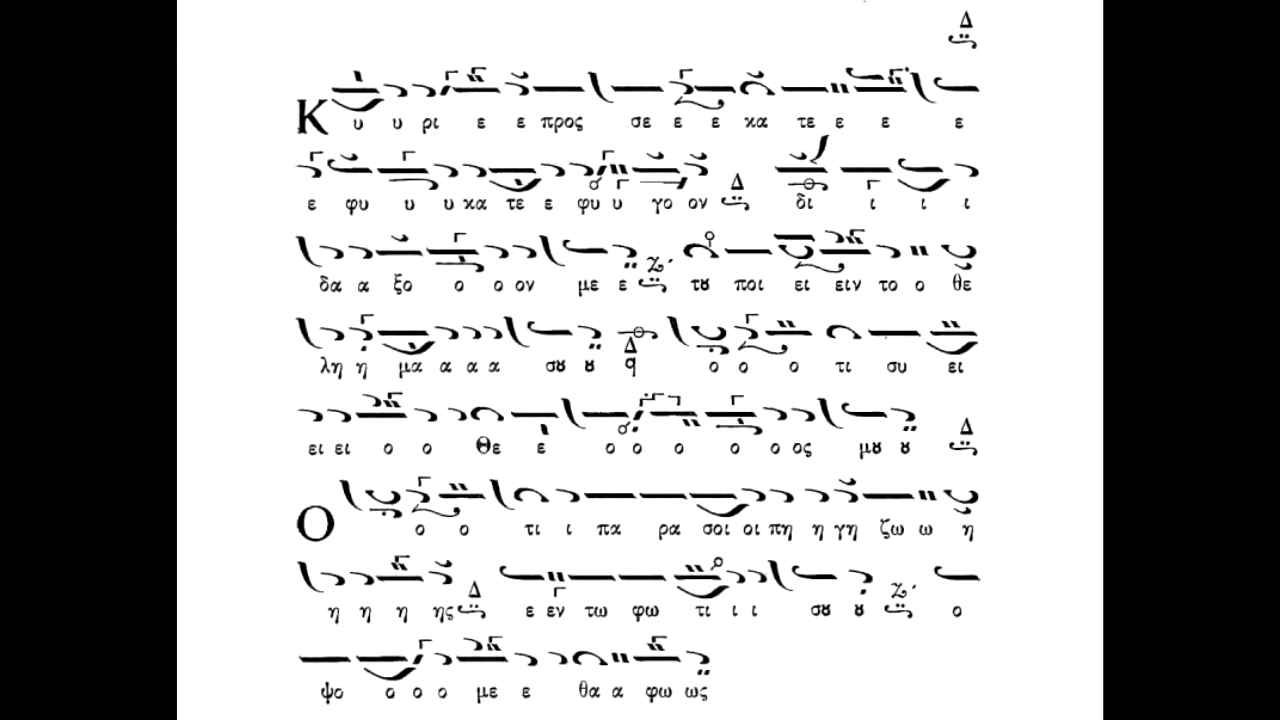 Δ
Κ υ υ ρι ε ε προς σε ε ε κα τε ε ε ε
ε φυ υ υ κα τε ε φυ υ γο ον Δ δι ι ι ι
δα α ξο ο ο ον με ε τȣ ποι ει ειν το ο θε
λη η μα α α α σȣ ȣ Δ ο ο ο τι συ ει
ει ει ο ο Θε ε ο ο ο ο ο ος μȣ ȣ Δ
Ο ο ο τι ι πα ρα σοι οι πη η γη ζω ω η
η η η ης Δ ε εν τω φω τι ι ι σȣ ȣ ο
ψο ο ο ο με ε θα α φω ως